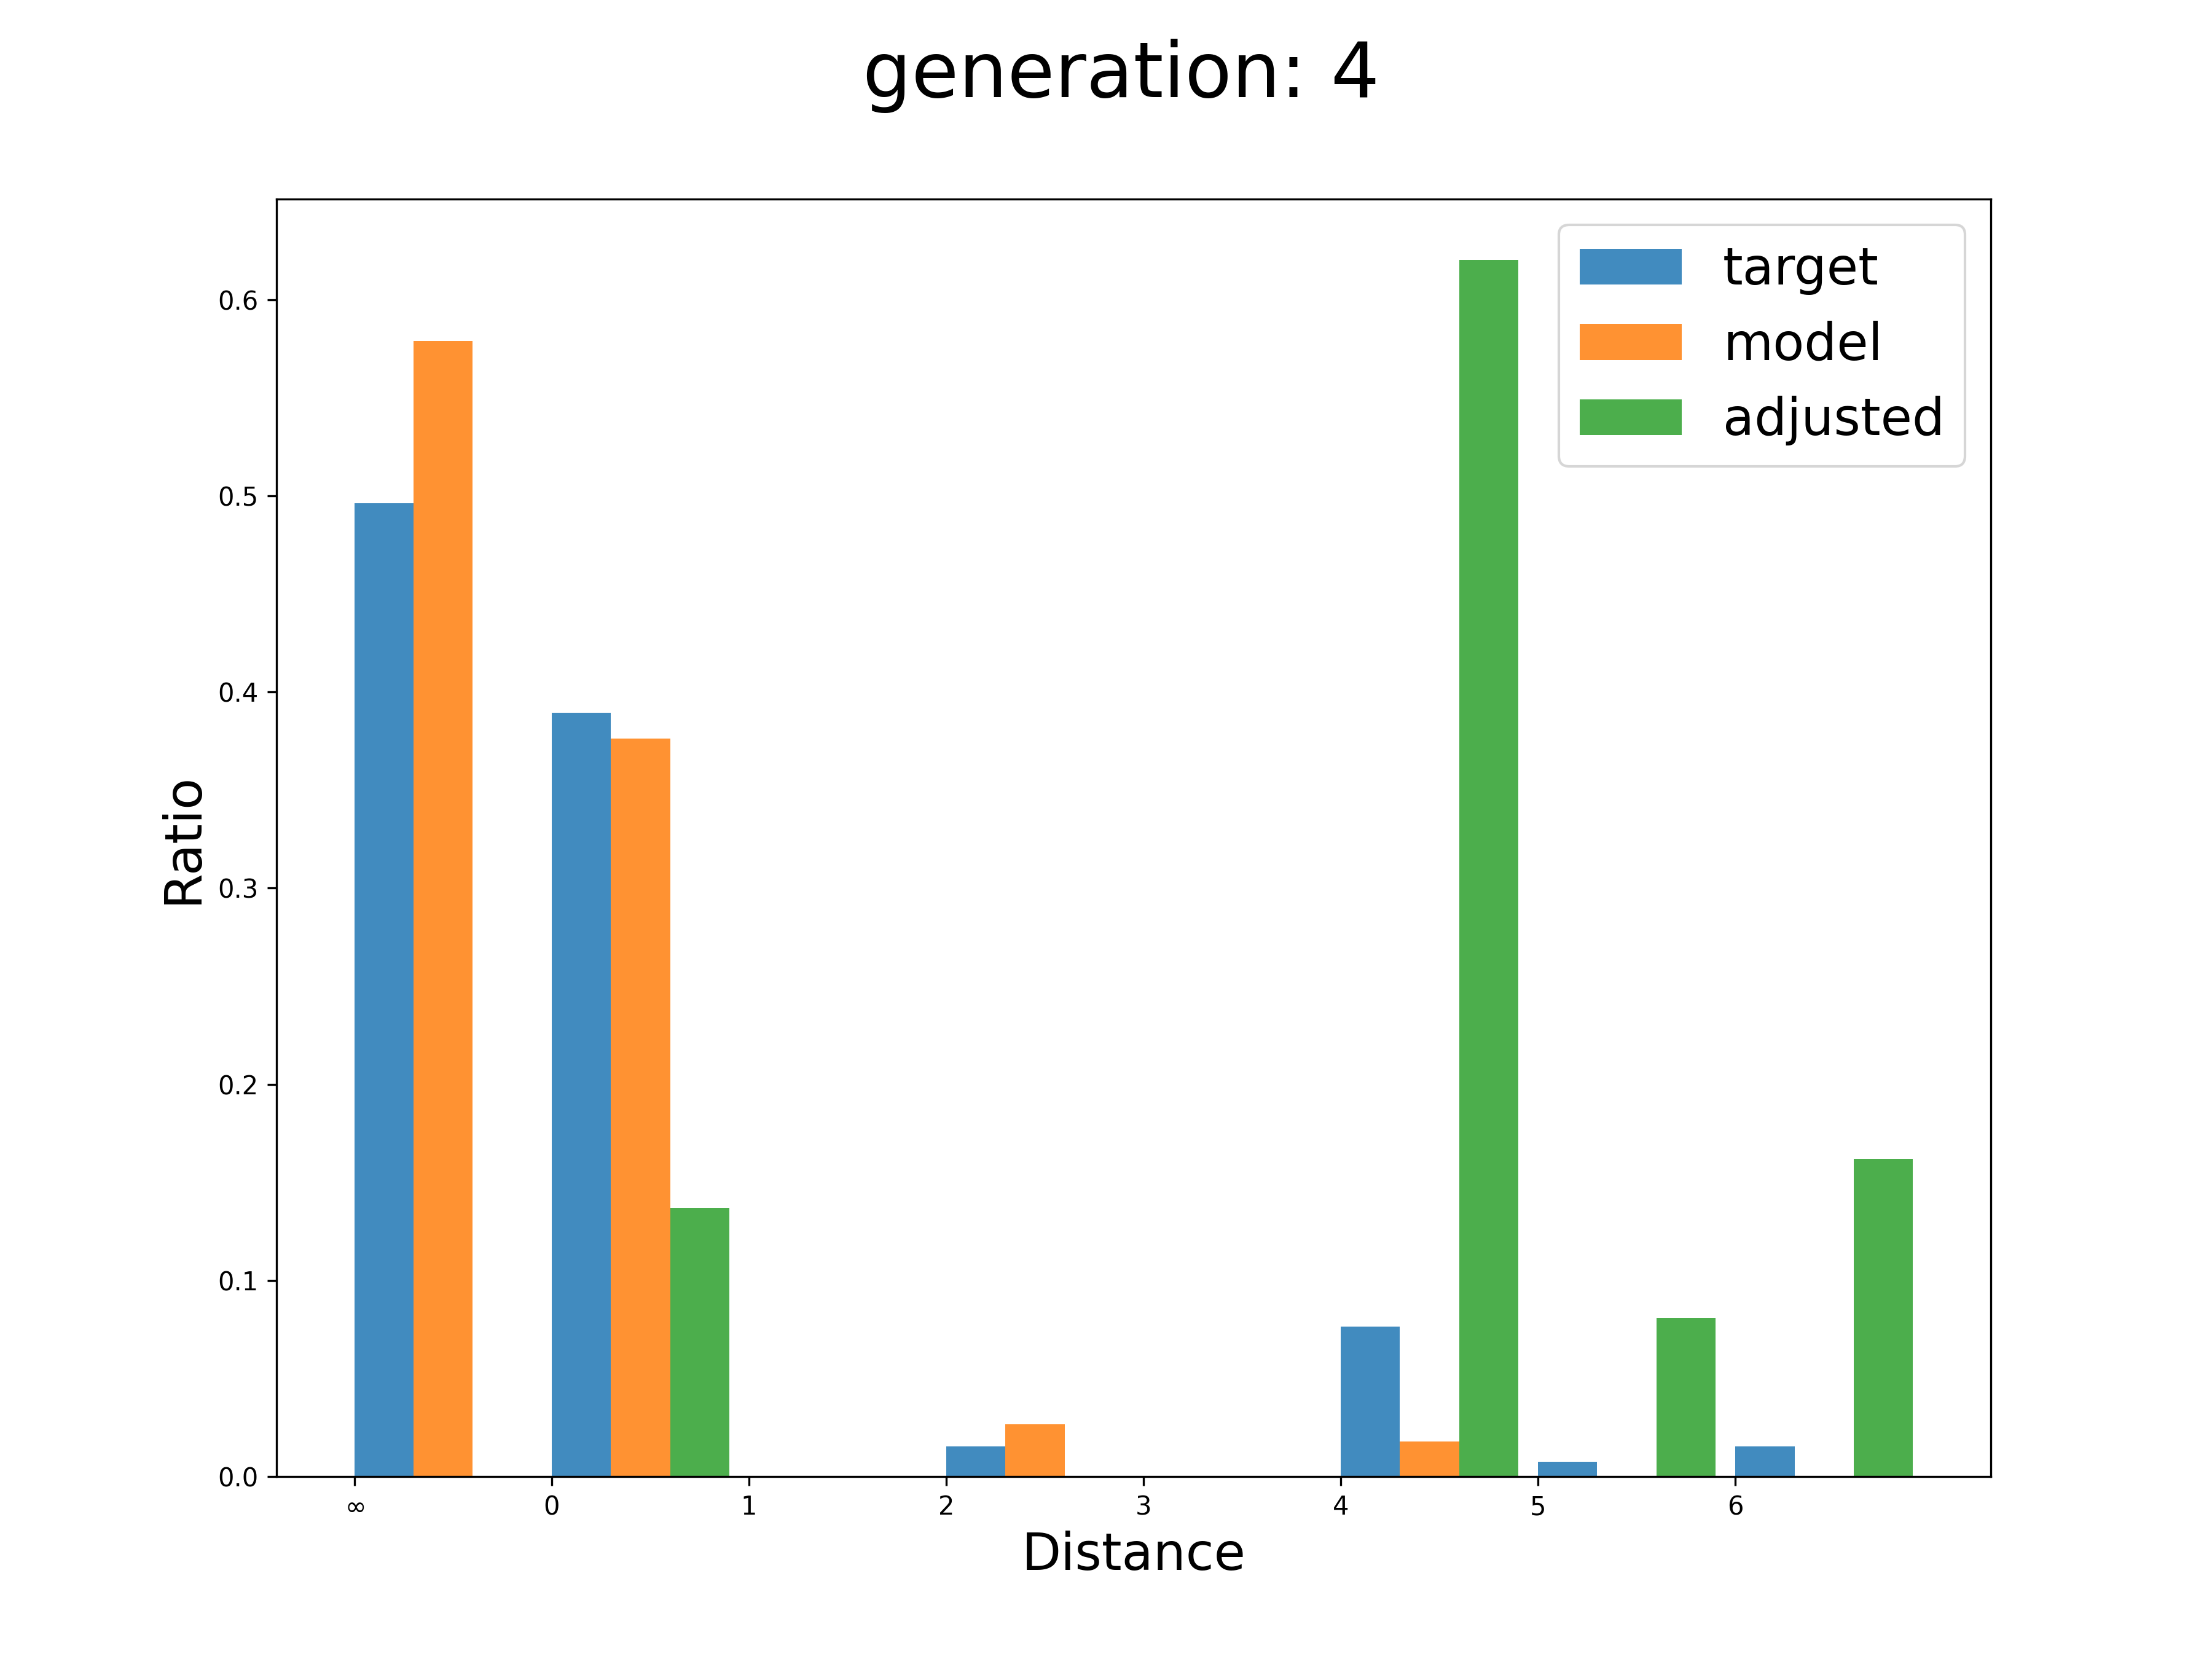 generation: 4
target
model
adjusted
0.6
0.5
0.4
0.3
0.2
0.1
0.0
Ratio
∞ 0 1 2 3 4 5 6
Distance